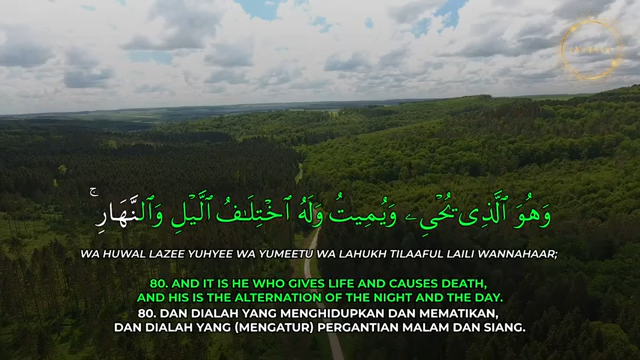 وَهُوَ ٱلَّذِى يُحْىِۦ وَيُمِيتُ وَلَهُ ٱخْتِلَـٰفُ ٱلَّيْلِ وَٱلنَّهَارِ ۚ
WA HUWAL LAZEE YUHYEE WA YUMEETU WA LAHUKH TILAAFUL LAILI WANNAHAAR;
80. AND IT IS HE WHO GIVES LIFE AND CAUSES DEATH,
AND HIS IS THE ALTERNATION OF THE NIGHT AND THE DAY.
80. DAN DIALAH YANG MENGHIDUPKAN DAN MEMATIKAN,
DAN DIALAH YANG (MENGATUR) PERGANTIAN MALAM DAN SIANG.